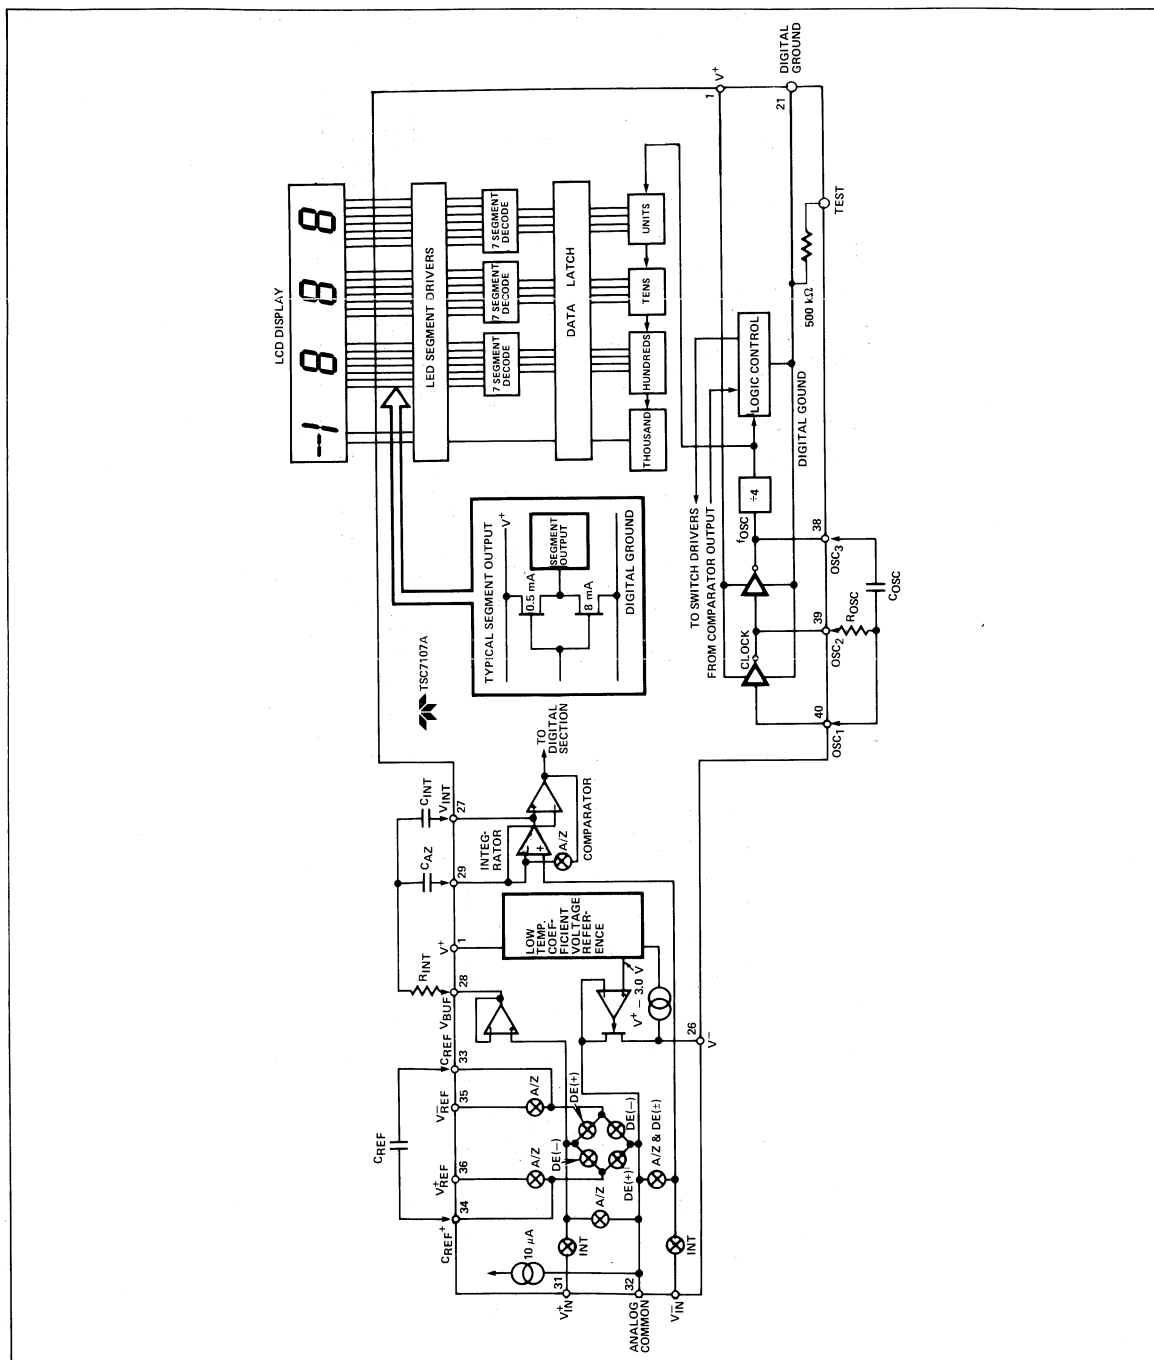 LCD DISPLAY
LED SEGMENT DRIVERS
7 SEGMENT
DECODE
7 SEGMENT
DECODE
7 SEGMENT
DECODE
DATA LATCH
THOUSAND
HUNDREDS
TENS
UNITS
TSC7107A
TYPICAL SEGMENT OUTPUT
V+
0.5 mA
SEGMENT
OUTPUT
8 mA
DIGITAL GROUND
TO SWITCH DRIVERS
FROM COMPARATOR OUTPUT
CLOCK
fOSC
÷4
LOGIC CONTROL
DIGITAL GOUND
1
V+
21
DIGITAL
GROUND
500 kΩ
TEST
40
OSC1
39
OSC2
38
OSC3
ROSC
COSC
CREF
RINT
CAZ
CINT
CREF+
34
V+REF
36
V−REF
35
CREF
33
VBUF
28
V+
1
29
VINT
27
INTEG-
RATOR
TO
DIGITAL
SECTION
A/Z
COMPARATOR
LOW
TEMP.
COEF-
FICIENT
VOLTAGE
REFER-
ENCE
V+ − 3.0 V
10 μA
A/Z
A/Z
DE(−)
DE(+)
DE(+)
DE(−)
A/Z
A/Z & DE(±)
31
V+IN
INT
32
ANALOG
COMMON
V−IN
INT
26
V−